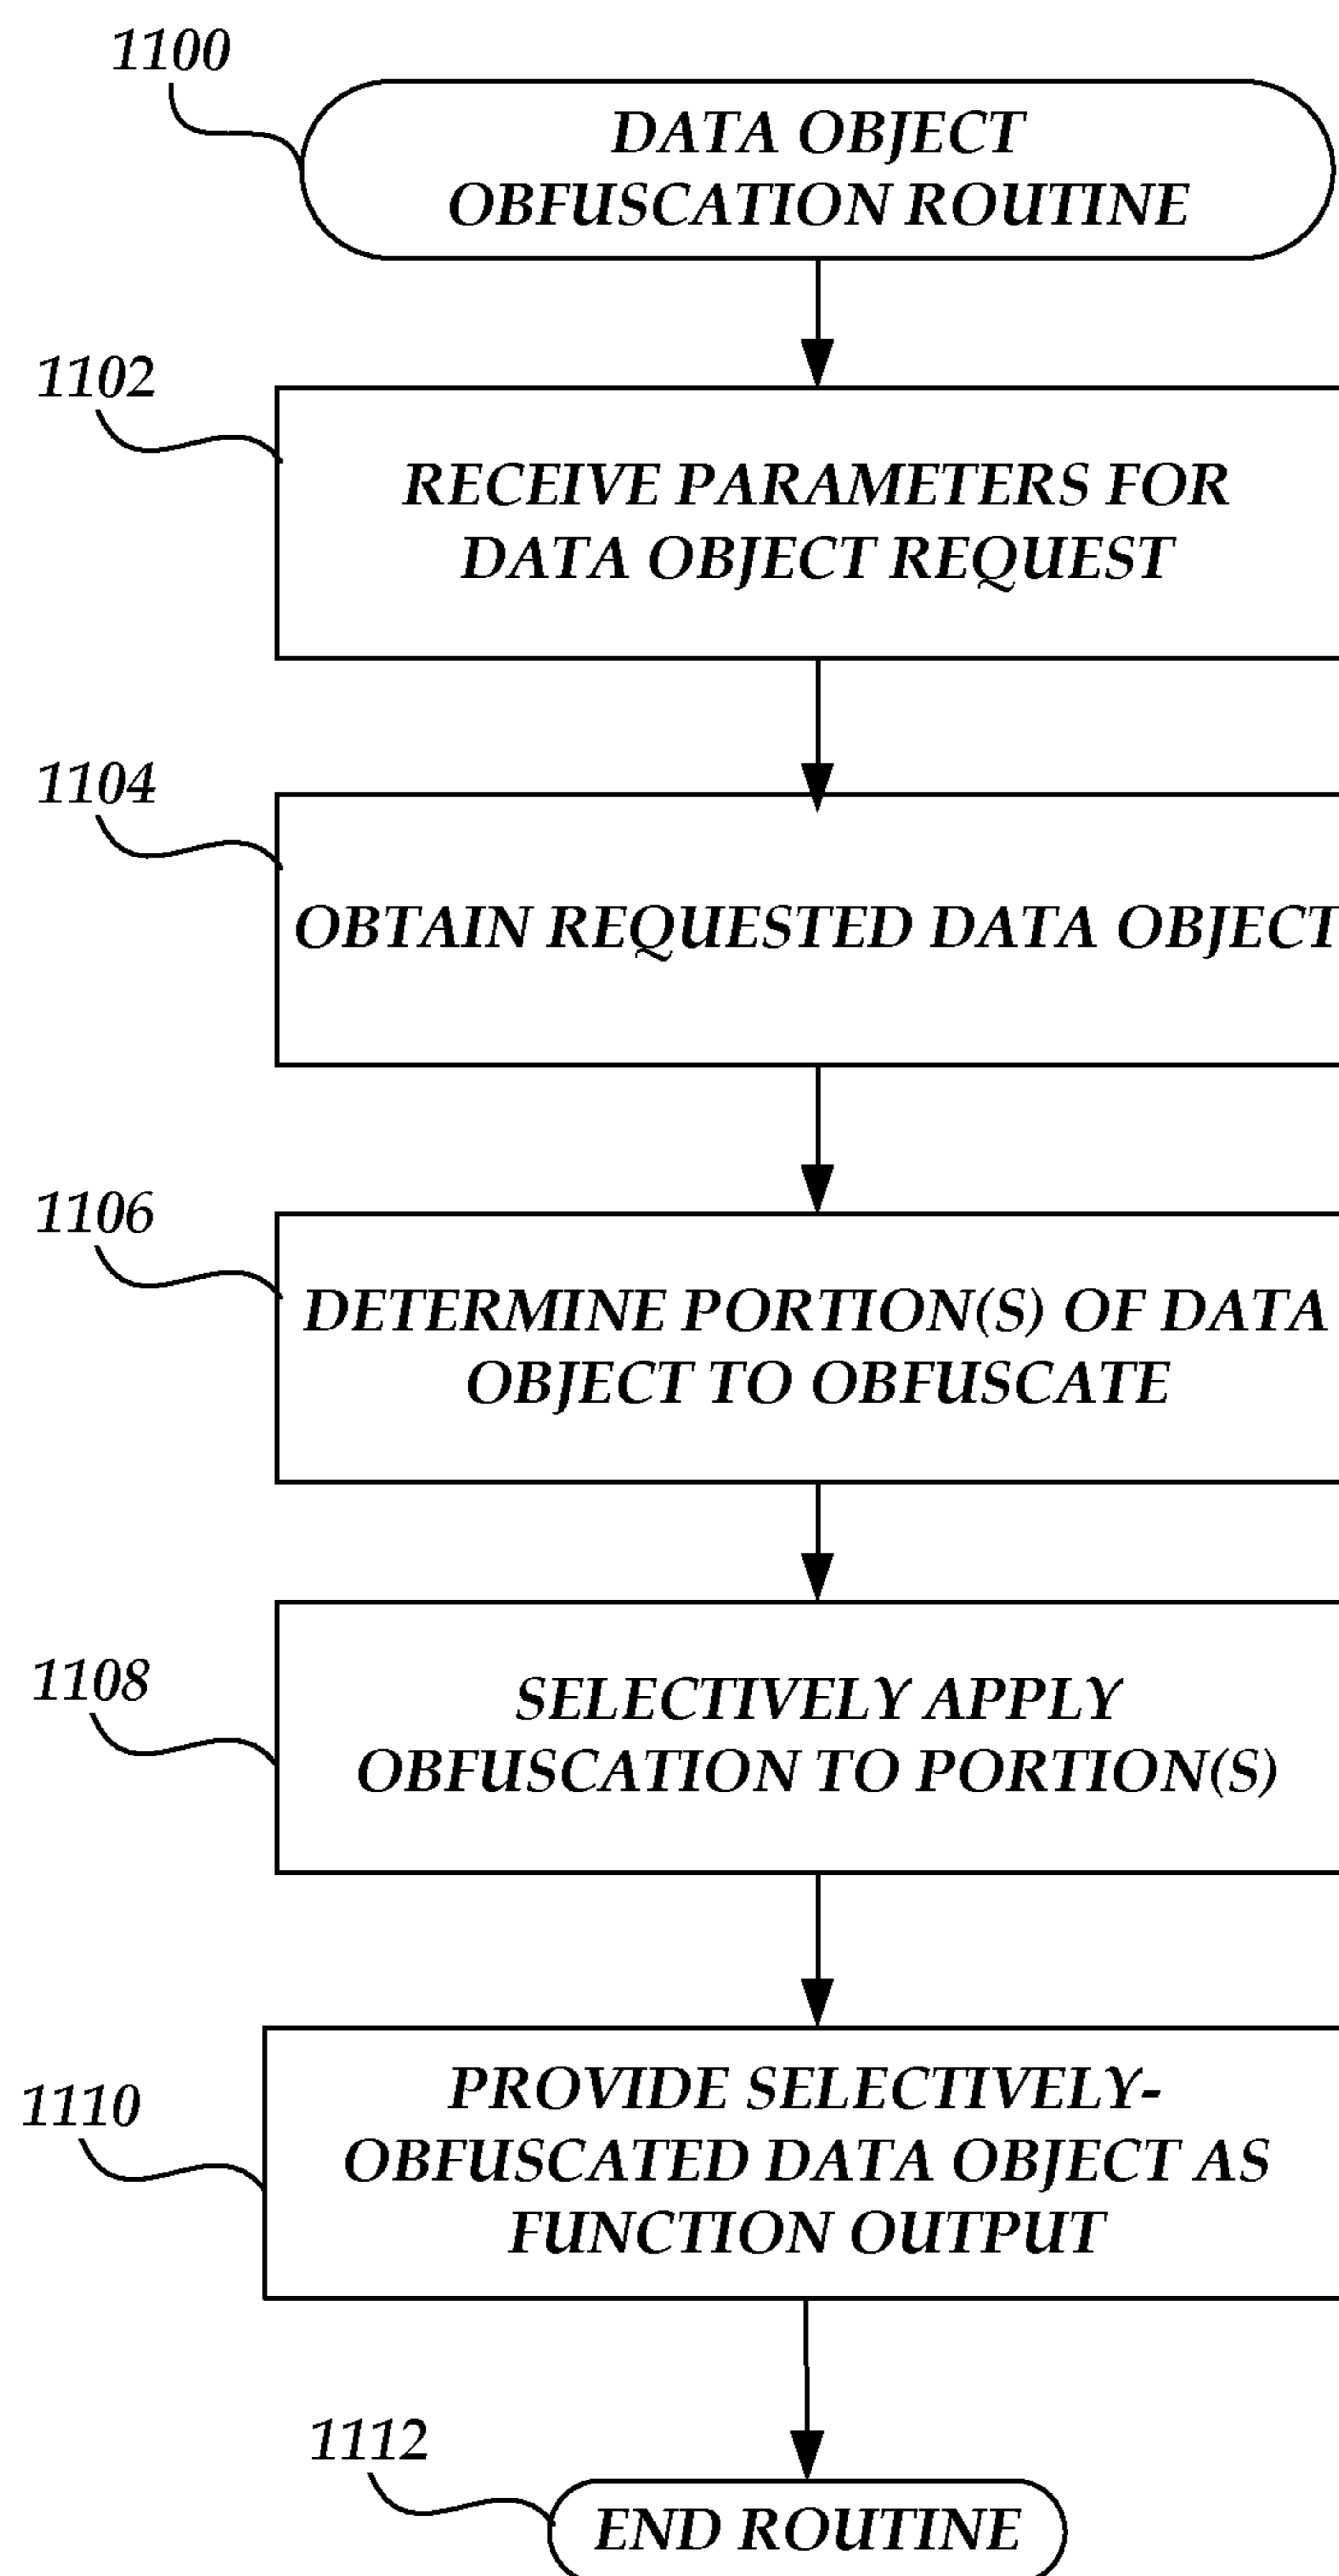 1100
DATA OBJECT
OBFUSCATION ROUTINE
1102
RECEIVE PARAMETERS FOR
DATA OBJECT REQUEST
1104
OBTAIN REQUESTED DATA OBJECT
1106
DETERMINE PORTION(S) OF DATA
OBJECT TO OBFUSCATE
1108
SELECTIVELY APPLY
OBFUSCATION TO PORTION(S)
1110
PROVIDE SELECTIVELY-
OBFUSCATED DATA OBJECT AS
FUNCTION OUTPUT
1112
END ROUTINE